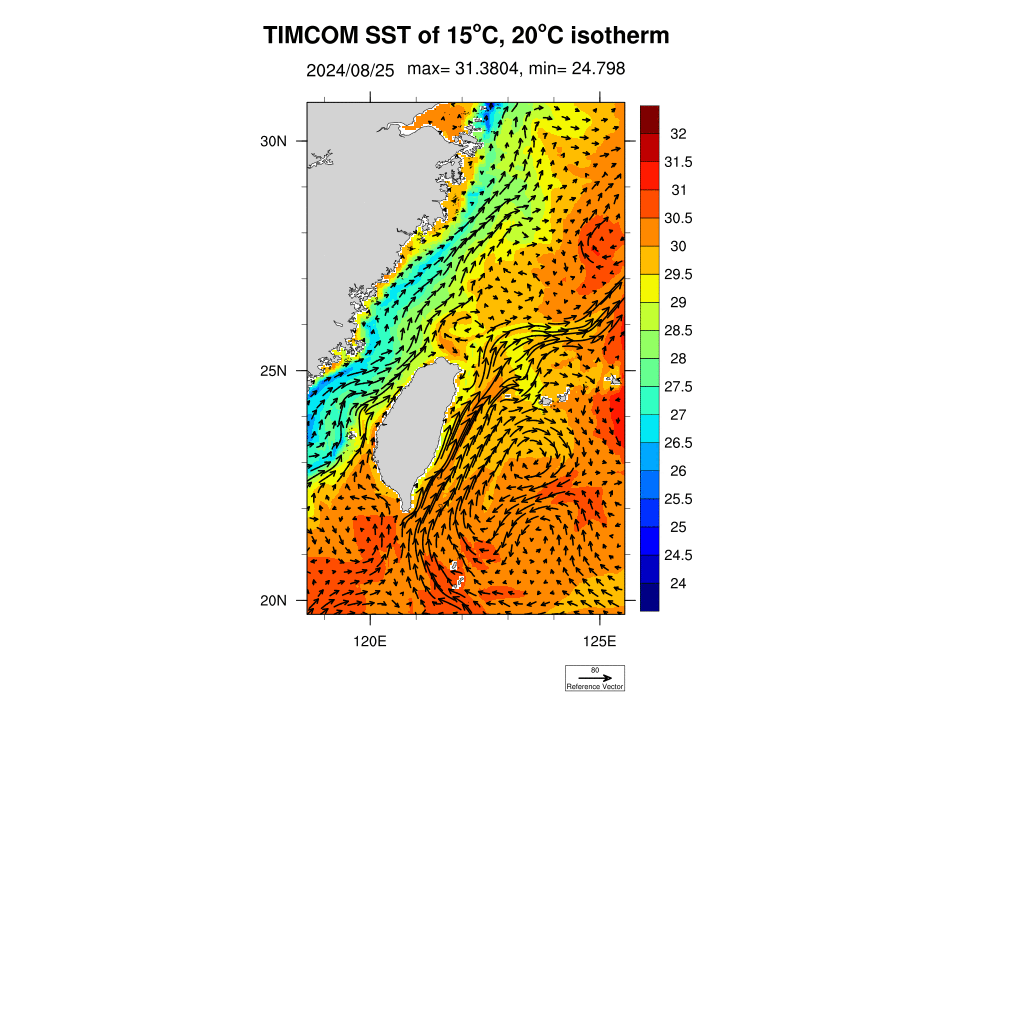 TIMCOM SST of 15°C, 20°C isotherm
2024/08/25 max= 31.3804, min= 24.798
32
31.5
31
30.5
30
29.5
29
28.5
28
27.5
27
26.5
26
25.5
25
24.5
24
30N
25N
20N
120E 125E
80
Reference Vector